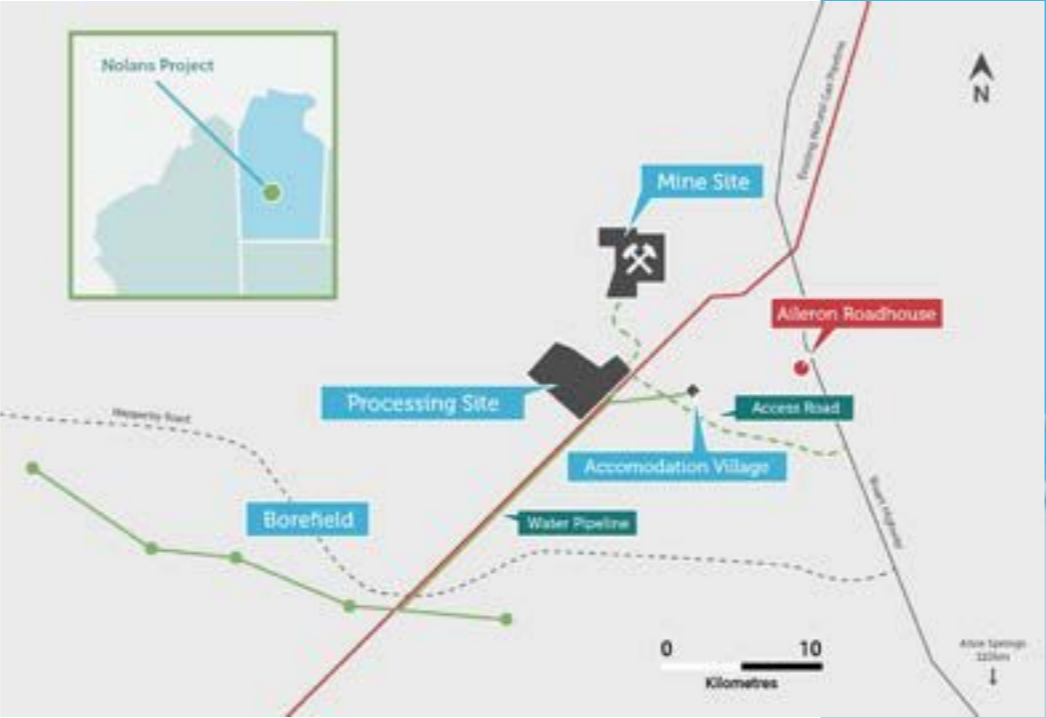 Nolans Project
N
Existing Natural Gas Pipeline
Mine Site
Aileron Roadhouse
Processing Site
Access Road
Accomodation Village
Road
Borefield
Water Pipeline
Stuart Highway
0 10
Kilometres
Alice Springs